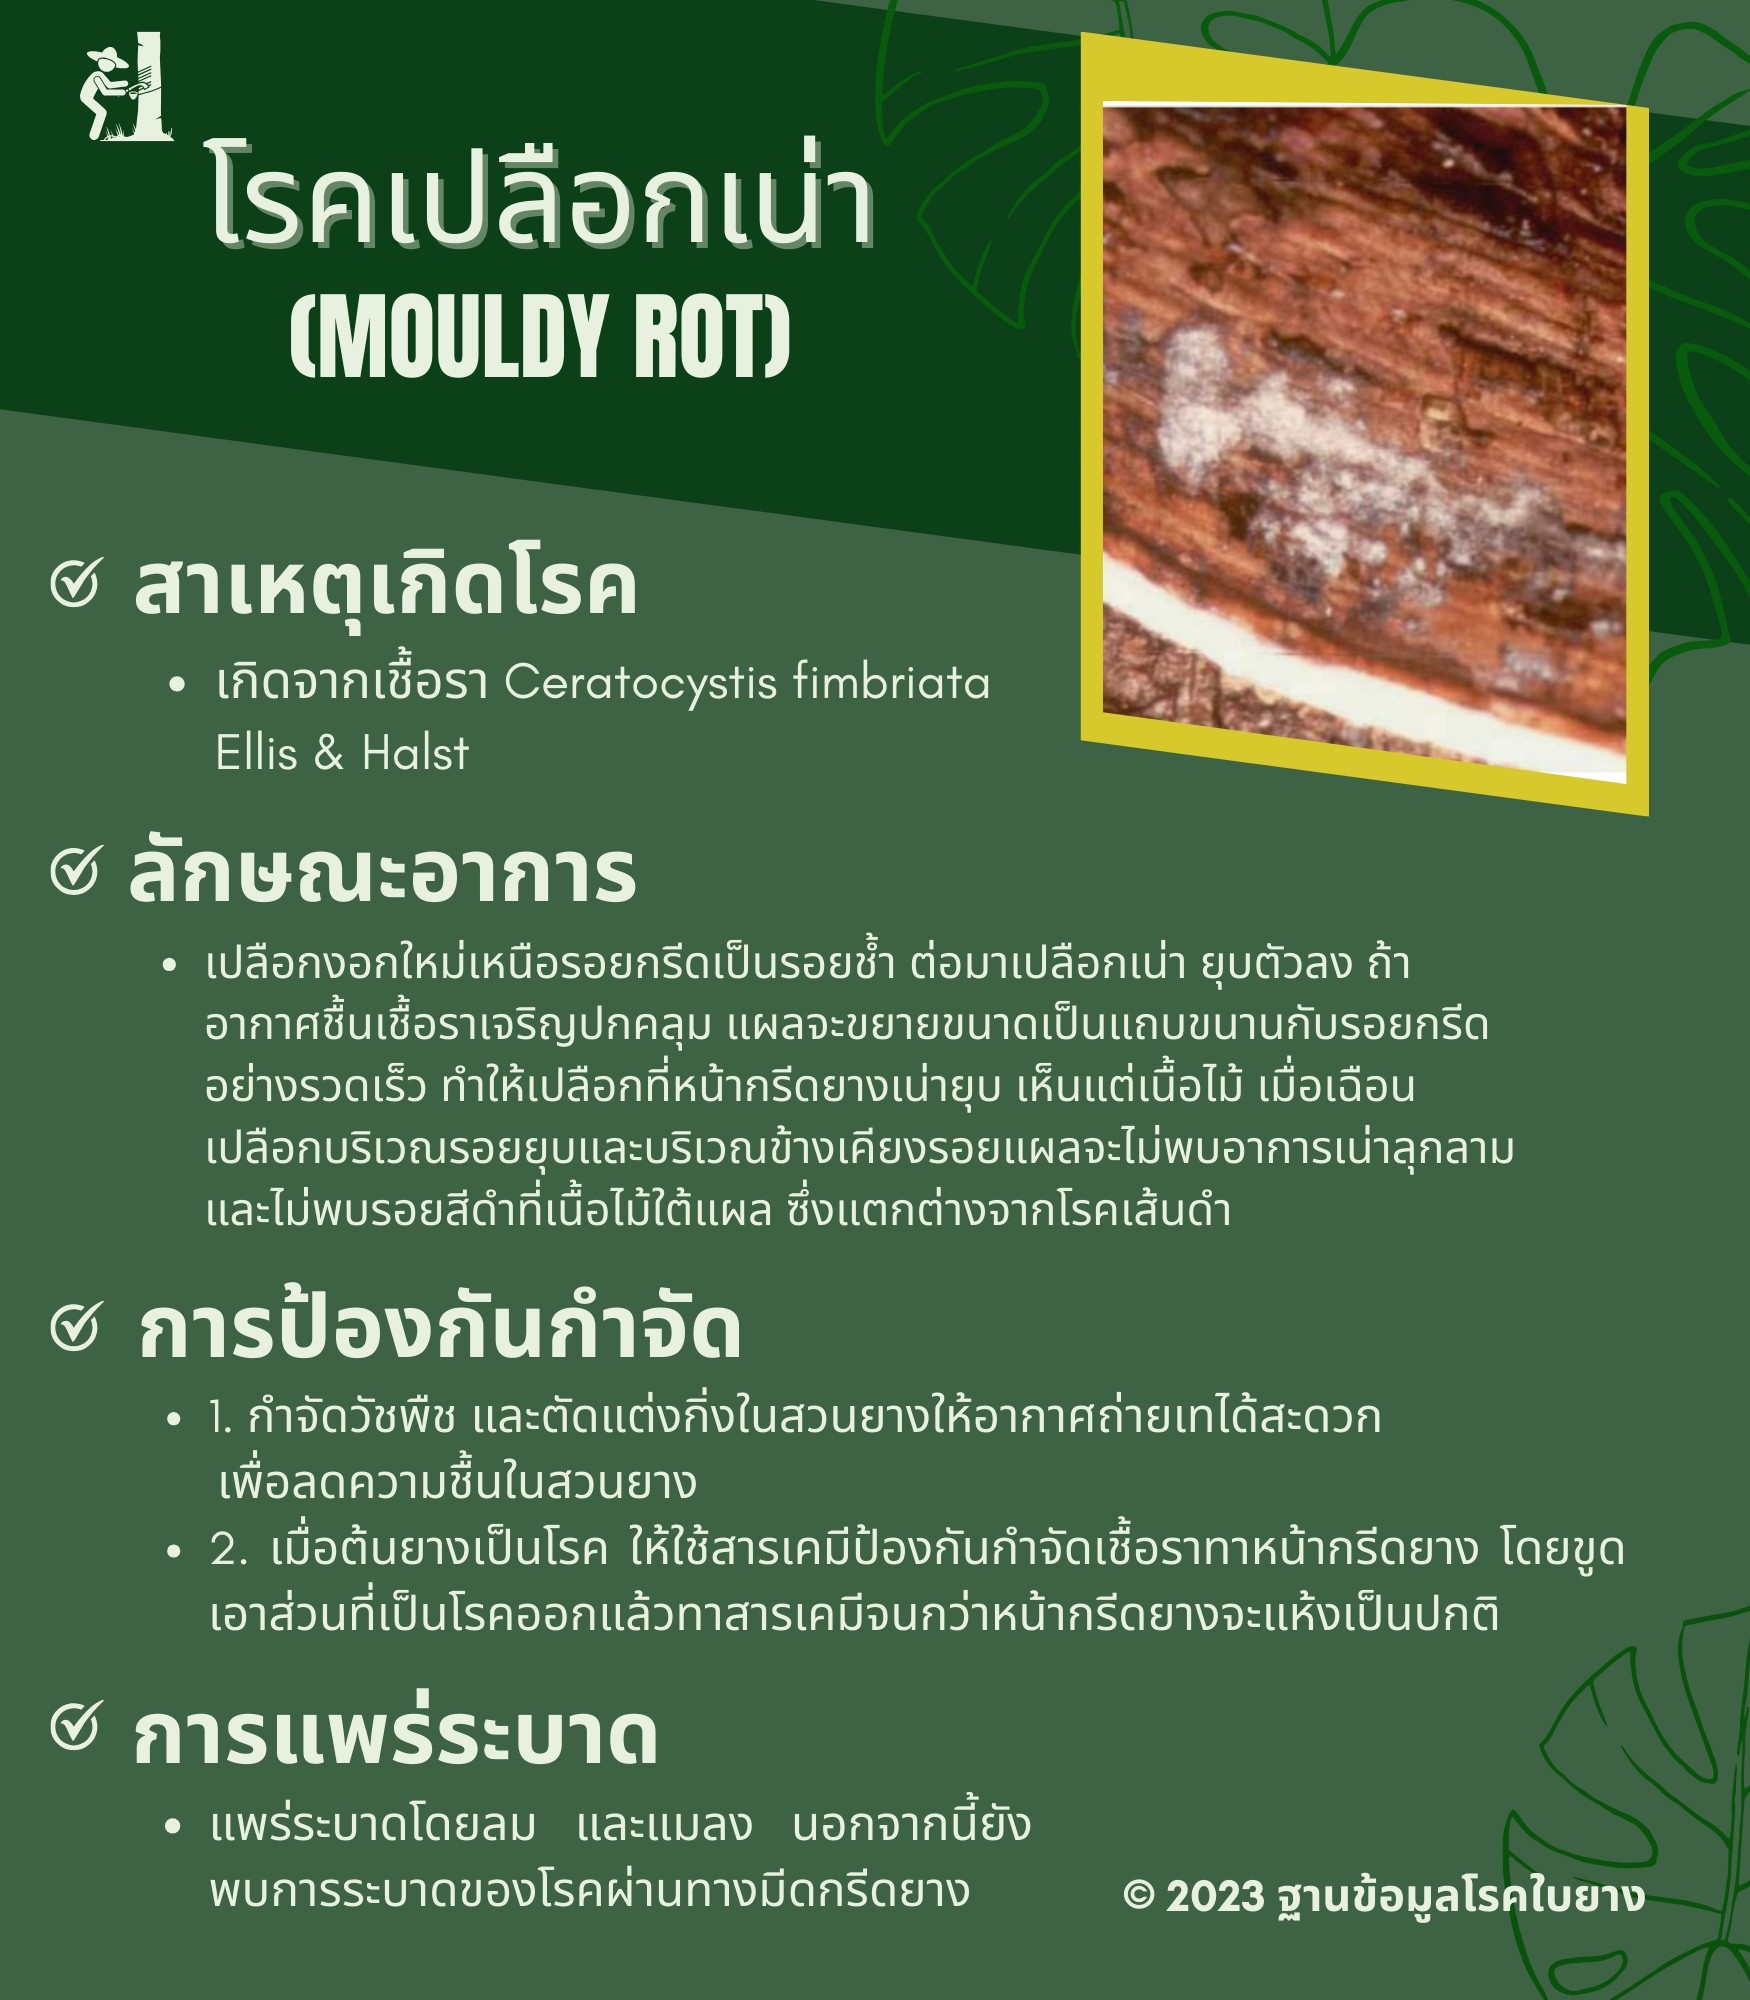 โรคเปลือกเน่า
(MOULDY ROT)
สาเหตุเกิดโรค
• เกิดจากเชื้อรา Ceratocystis fimbriata
Ellis & Halst
ลักษณะอาการ
• เปลือกงอกใหม่เหนือรอยกรีดเป็นรอยช้ำ ต่อมาเปลือกเน่า ยุบตัวลง ถ้า
อากาศชื้นเชื้อราเจริญปกคลุม แผลจะขยายขนาดเป็นแถบขนานกับรอยกรีด
อย่างรวดเร็ว ทำให้เปลือกที่หน้ากรีดยางเน่ายุบ เห็นแต่เนื้อไม้ เมื่อเฉือน
เปลือกบริเวณรอยยุบและบริเวณข้างเคียงรอยแผลจะไม่พบอาการเน่าลุกลาม
และไม่พบรอยสีดำที่เนื้อไม้ใต้แผล ซึ่งแตกต่างจากโรคเส้นดำ
การป้องกันกำจัด
• 1. กำจัดวัชพืช และตัดแต่งกิ่งในสวนยางให้อากาศถ่ายเทได้สะดวก
เพื่อลดความชื้นในสวนยาง
• 2. เมื่อต้นยางเป็นโรค ให้ใช้สารเคมีป้องกันกำจัดเชื้อราทาหน้ากรีดยาง โดยขูด
เอาส่วนที่เป็นโรคออกแล้วทาสารเคมีจนกว่าหน้ากรีดยางจะแห้งเป็นปกติ
การแพร่ระบาด
• แพร่ระบาดโดยลม และแมลง นอกจากนี้ยัง
พบการระบาดของโรคผ่านทางมีดกรีดยาง
© 2023 ฐานข้อมูลโรคใบยาง